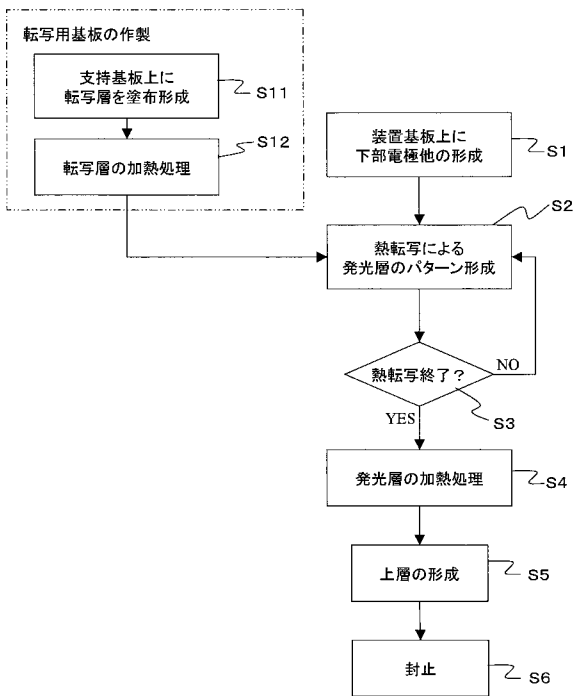 転写用基板の作製
支持基板上に
転写層を塗布形成
S11
転写層の加熱処理
S12
装置基板上に
下部電極他の形成
S1
熱転写による
発光層のパターン形成
S2
熱転写終了？
NO
S3
YES
発光層の加熱処理
S4
上層の形成
S5
封止
S6